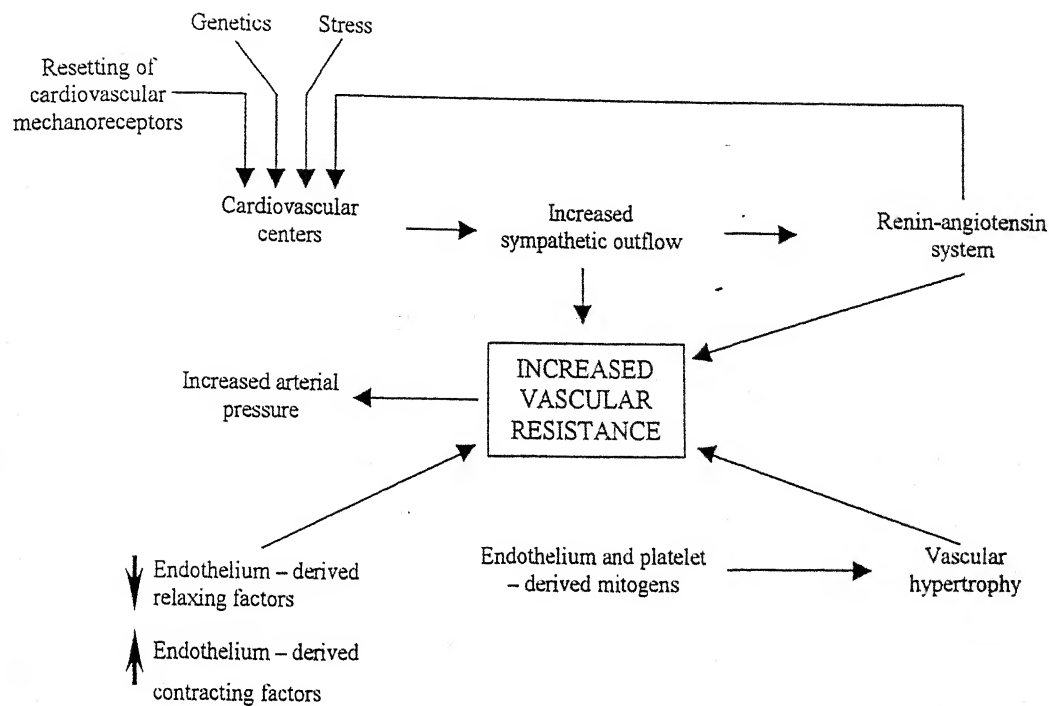 Genetics
Stress
Resetting of
cardiovascular
mechanoreceptors
Cardiovascular
centers
Increased
sympathetic outflow
Renin-angiotensin
system
Increased arterial
pressure
INCREASED
VASCULAR
RESISTANCE
Endothelium – derived
relaxing factors
Endothelium – derived
contracting factors
Endothelium and platelet
– derived mitogens
Vascular
hypertrophy